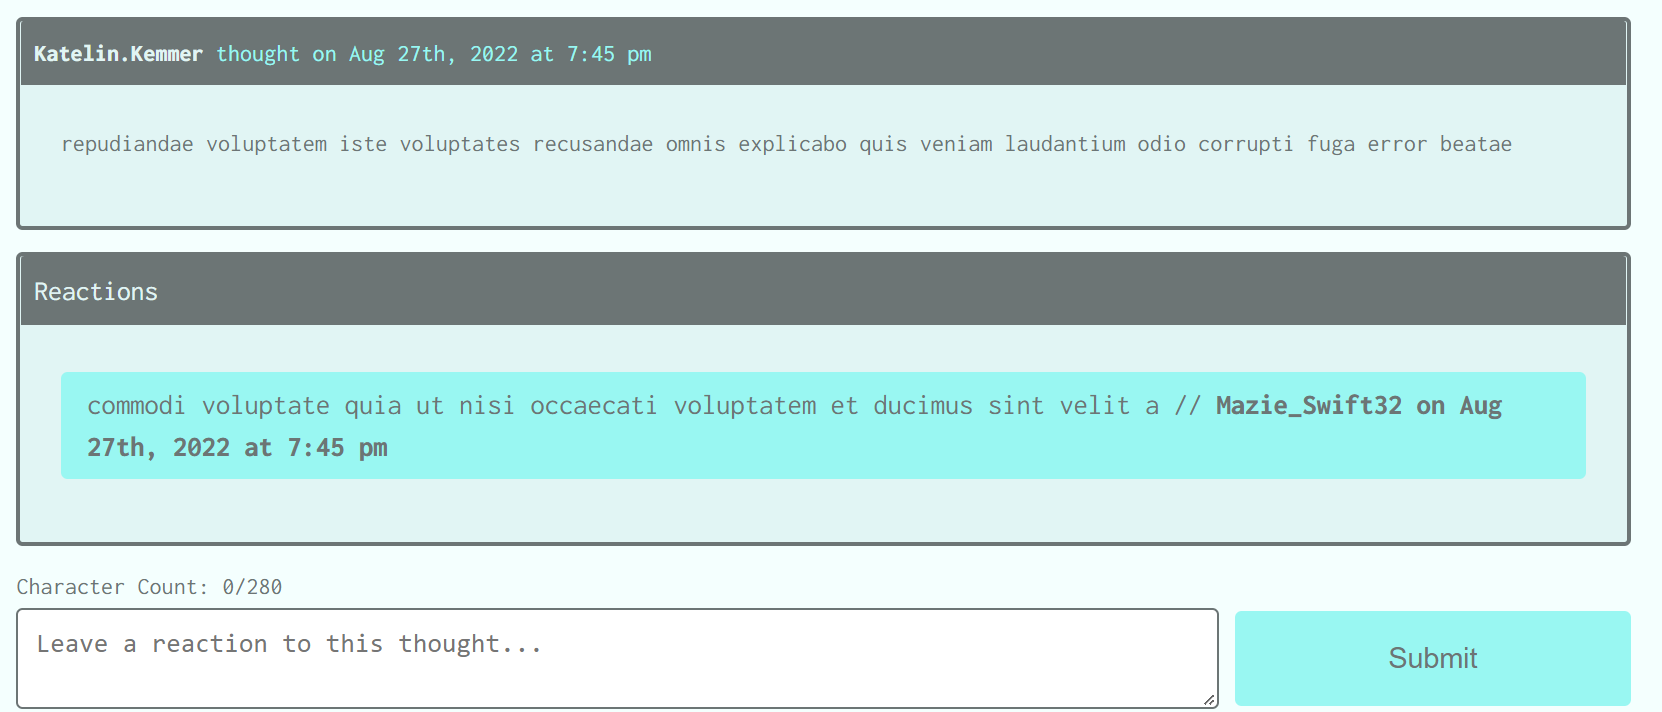 Katelin.Kemmer thought on Aug 27th, 2022 at 7:45 pm
repudiandae voluptatem iste voluptates recusandae omnis explicabo quis veniam laudantium odio corrupti fuga error beatae
Reactions
commodi voluptate quia ut nisi occaecati voluptatem et ducimus sint velit a // Mazie_Swift32 on Aug
27th, 2022 at 7:45 pm
Character Count: 0/280
Leave a reaction to this thought...
Submit